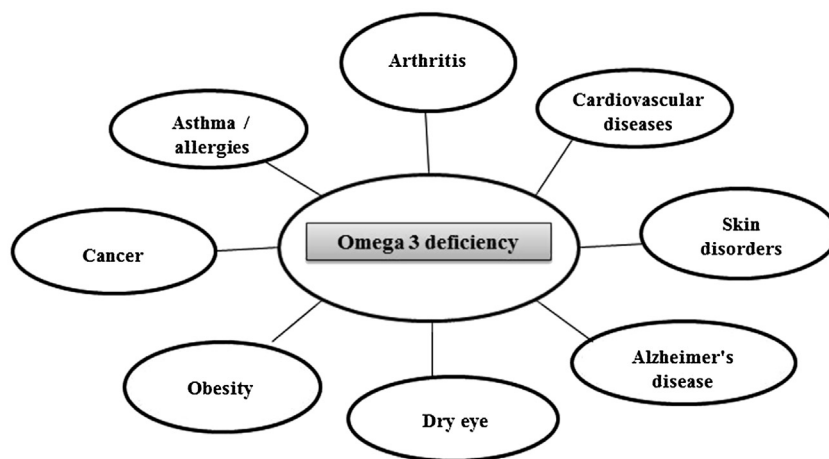 Arthritis
Cardiovascular
diseases
Asthma /
allergies
Omega 3 deficiency
Skin
disorders
Cancer
Alzheimer's
disease
Obesity
Dry eye